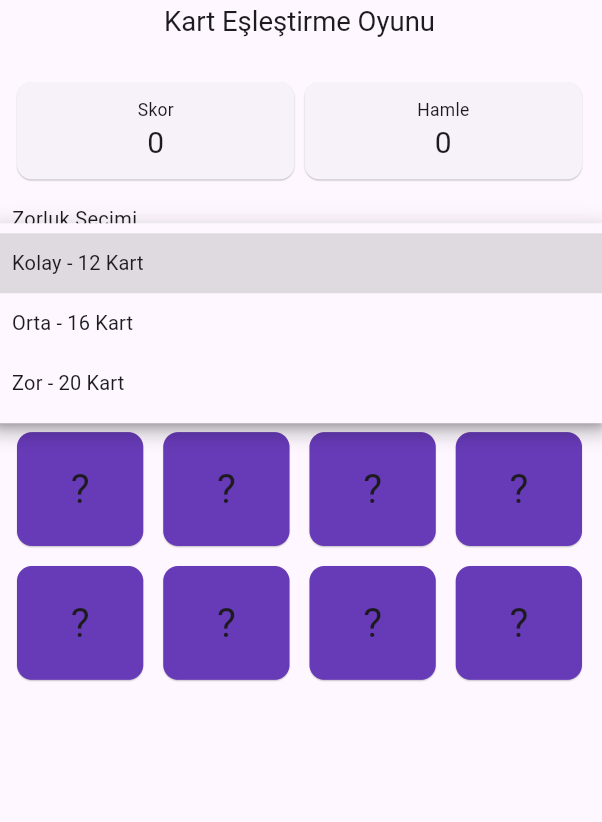 Kart Eşleştirme Oyunu
Skor Hamle
0 0
Zorluk Seçimi
Kolay - 12 Kart
Orta - 16 Kart
Zor - 20 Kart
? ? ? ?
? ? ? ?